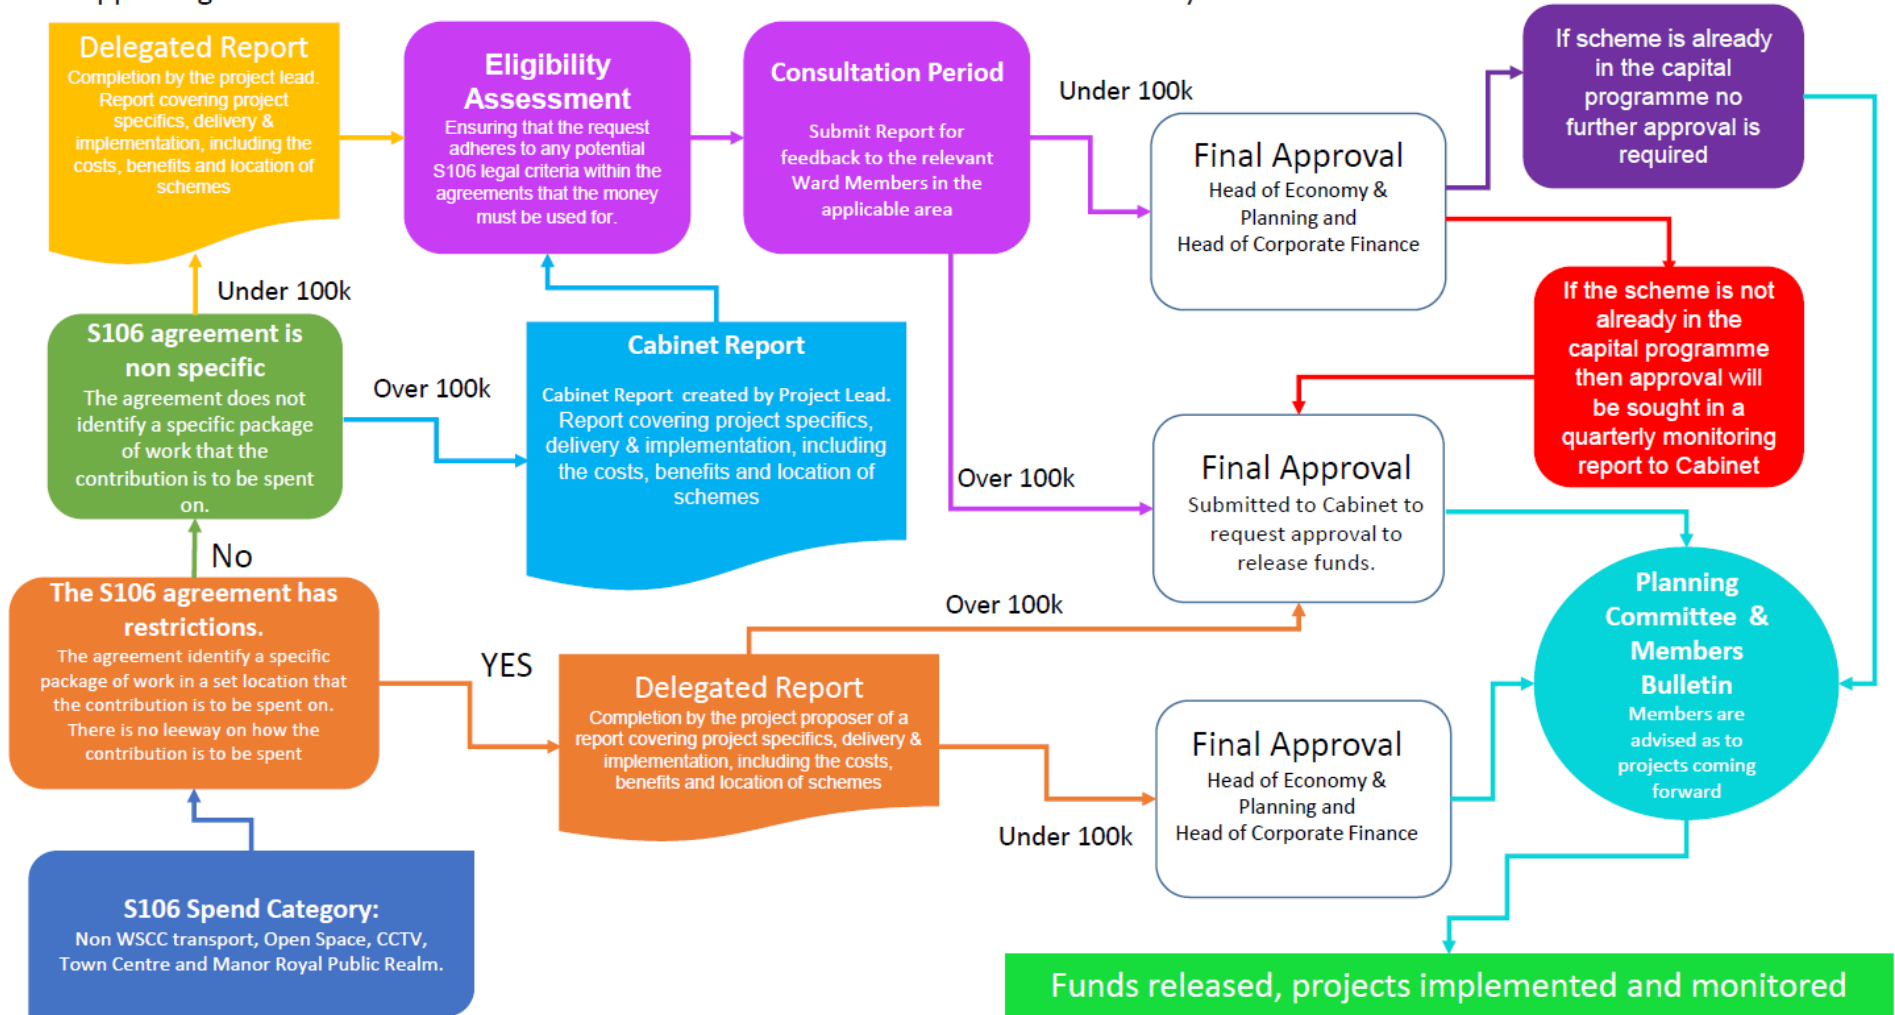 Delegated Report
Completion by the project lead.
Report covering project
specifics, delivery &
implementation, including the
costs, benefits and location of
schemes
Eligibility
Assessment
Ensuring that the request
adheres to any potential
S106 legal criteria within the
agreements that the money
must be used for.
Consultation Period
Submit Report for
feedback to the relevant
Ward Members in the
applicable area
Under 100k
Final Approval
Head of Economy &
Planning and
Head of Corporate Finance
If scheme is already
in the capital
programme no
further approval is
required
Under 100k
S106 agreement is
non specific
The agreement does not
identify a specific package
of work that the
contribution is to be spent
on.
Over 100k
Cabinet Report
Cabinet Report created by Project Lead.
Report covering project specifics,
delivery & implementation, including
the costs, benefits and location of
schemes
Over 100k
Final Approval
Submitted to Cabinet to
request approval to
release funds.
If the scheme is not
already in the
capital programme
then approval will
be sought in a
quarterly monitoring
report to Cabinet
No
The S106 agreement has
restrictions.
The agreement identify a specific
package of work in a set location that
the contribution is to be spent on.
There is no leeway on how the
contribution is to be spent
YES
Over 100k
Delegated Report
Completion by the project proposer of a
report covering project specifics, delivery &
implementation, including the costs,
benefits and location of schemes
Under 100k
Final Approval
Head of Economy &
Planning and
Head of Corporate Finance
Planning
Committee &
Members
Bulletin
Members are
advised as to
projects coming
forward
S106 Spend Category:
Non WSCC transport, Open Space, CCTV,
Town Centre and Manor Royal Public Realm.
Funds released, projects implemented and monitored